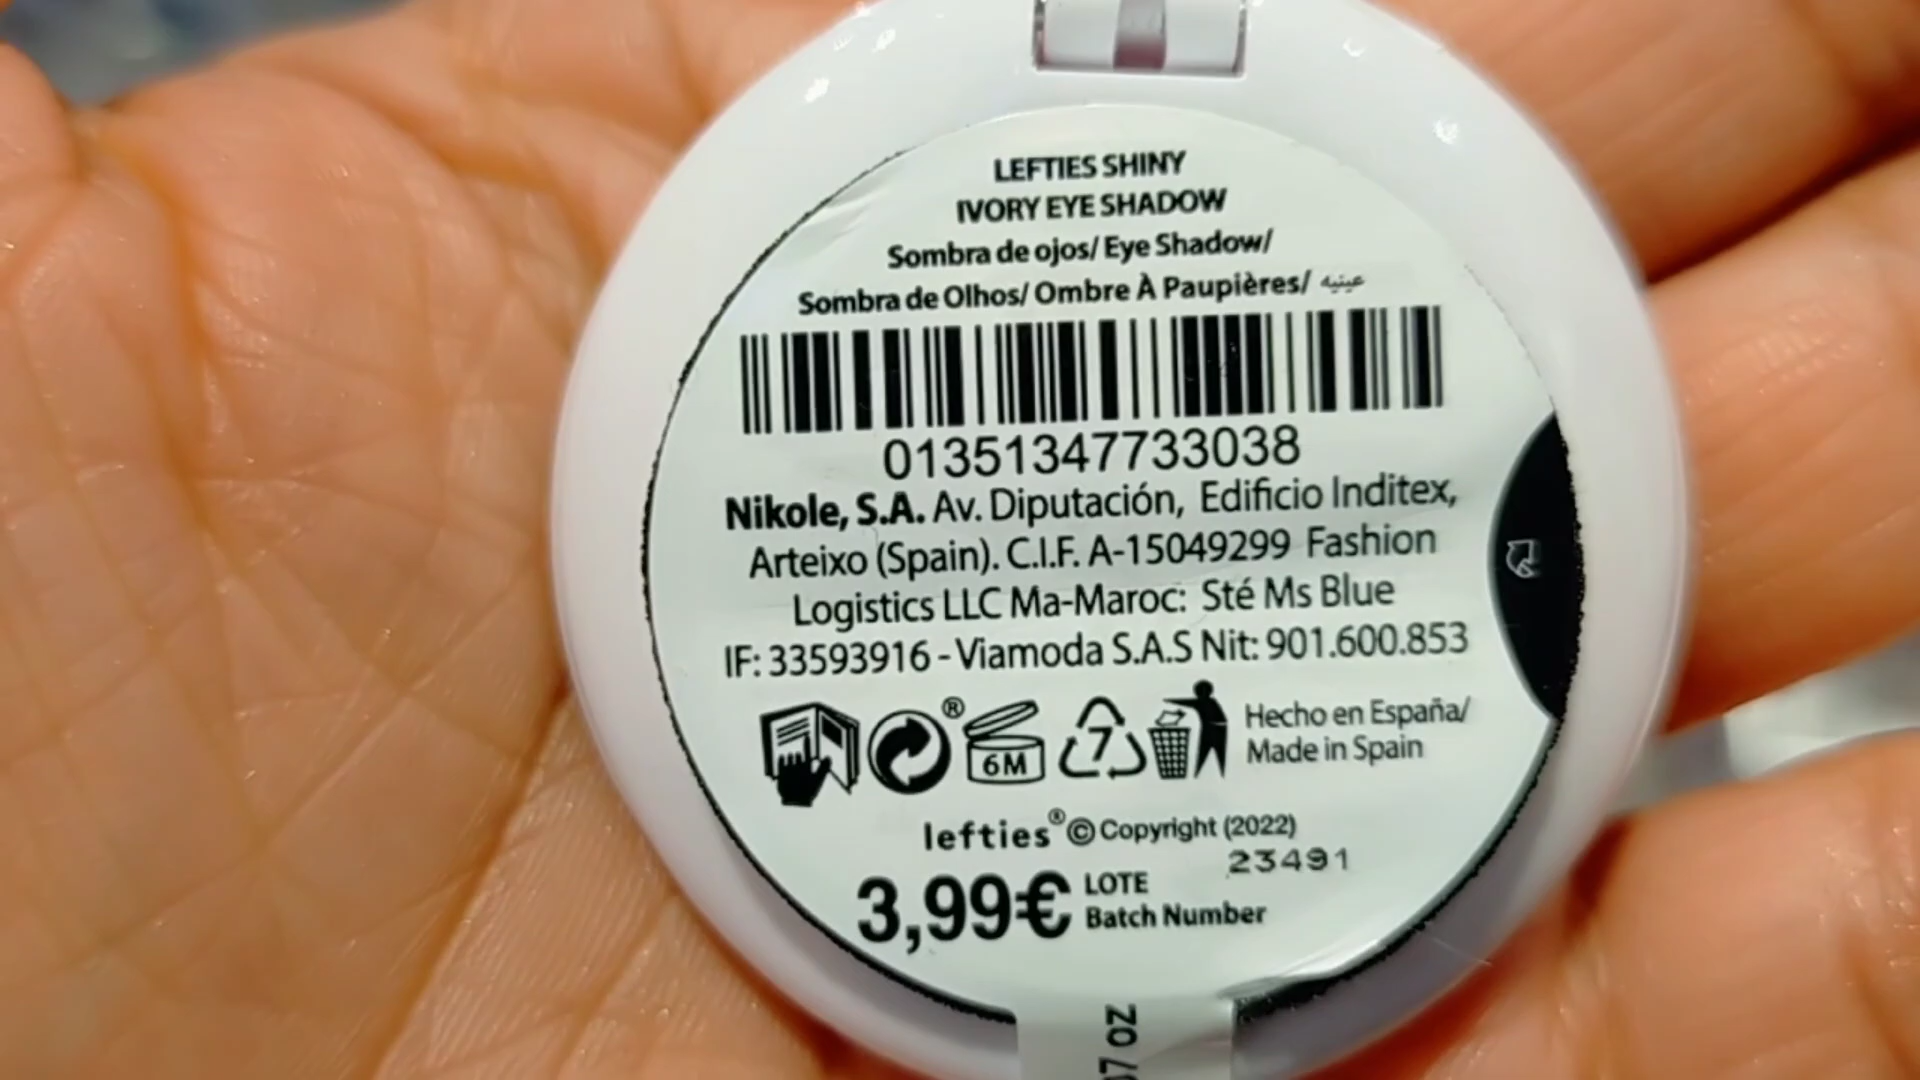 LEFTIES SHINY
IVORY EYE SHADOW
Sombra de ojos/ Eye Shadow/
Sombra de Olhos/ Ombre À Paupières/ عينيه
01351347733038
Nikole, S.A. Av. Diputación, Edificio Inditex,
Arteixo (Spain). C.I.F. A-15049299 Fashion
Logistics LLC Ma-Maroc: Sté Ms Blue
IF: 33593916 - Viamoda S.A.S Nit: 901.600.853
®
6M
7
Hecho en España/
Made in Spain
lefties® © Copyright (2022)
23491
3,99€
LOTE
Batch Number
OZ